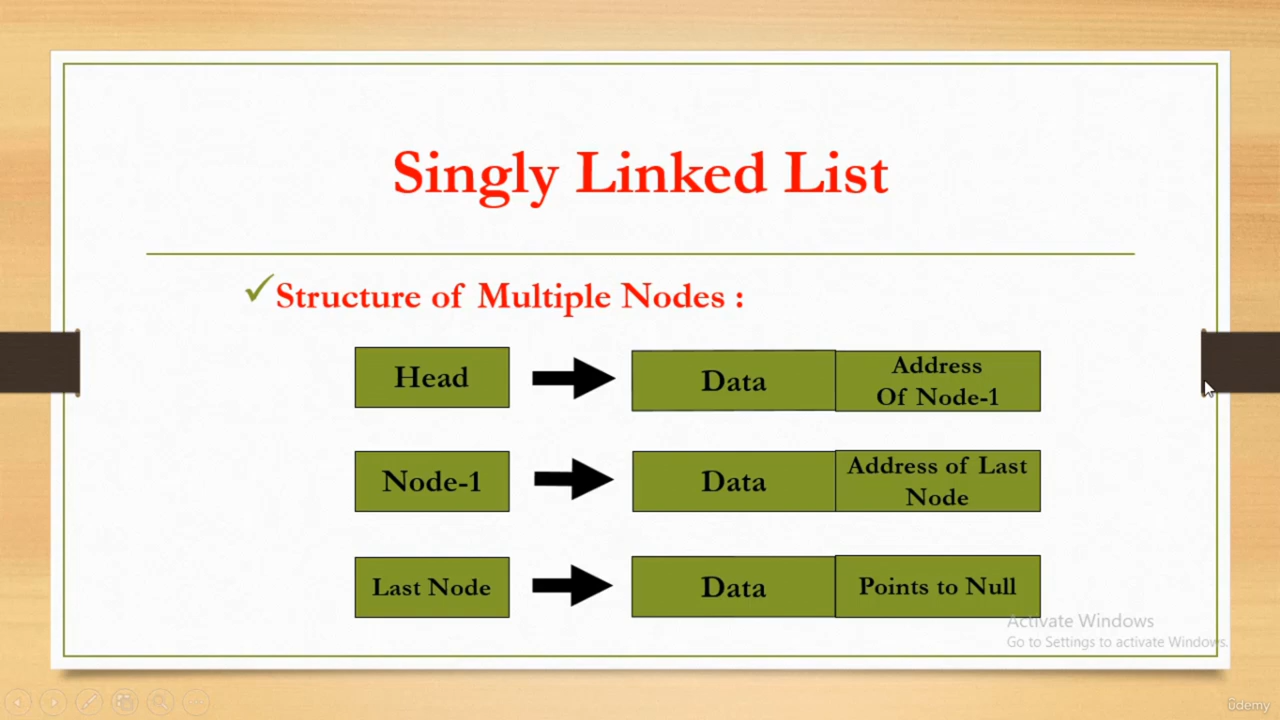 Singly Linked List
Structure of Multiple Nodes :
Head
Data
Address
Of Node-1
Node-1
Data
Address of Last
Node
Last Node
Data
Points to Null
Activate Windows
Go to Settings to activate Windows.
ûdemy